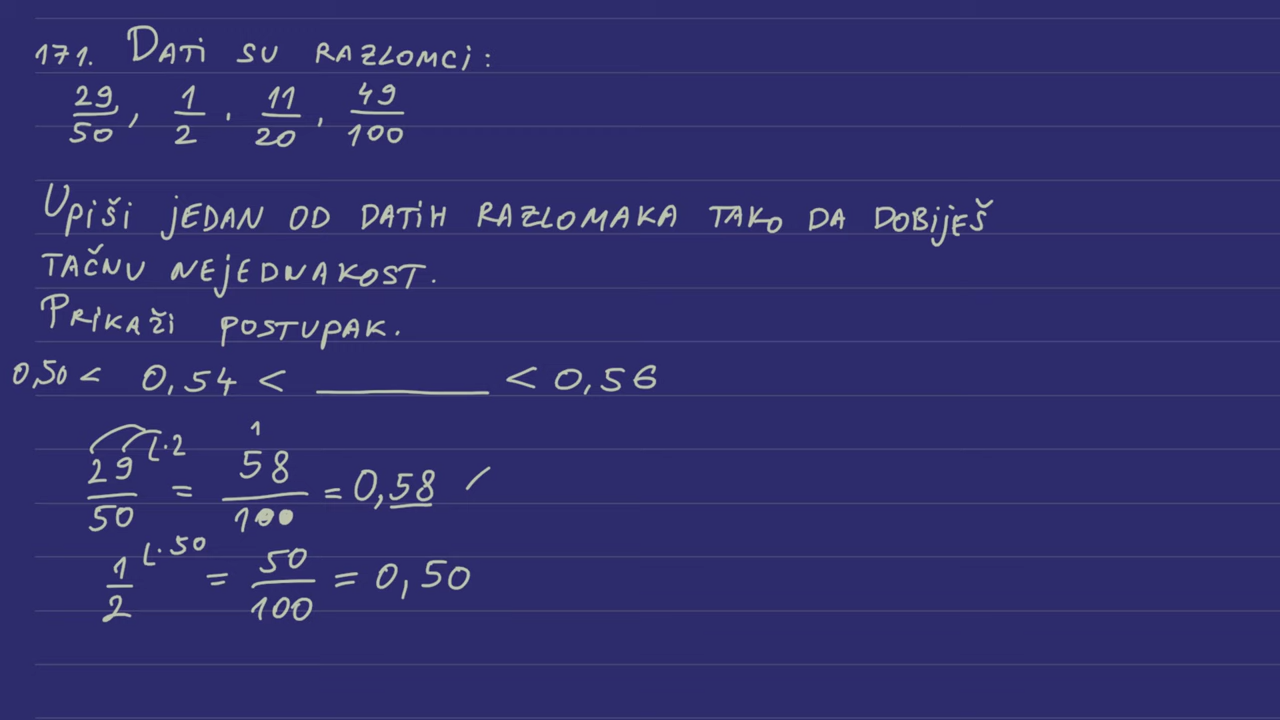 171. DATI SU RAZLOMCI:
29/50, 1/2, 11/20, 49/100
UPIŠI JEDAN OD DATIH RAZLOMAKA TAKO DA DOBIJEŠ
TAČNU NEJEDNAKOST.
PRIKAŽI POSTUPAK.
0,50 < 0,54 < ______ < 0,56
1
29/50 (·2 = 58/100 = 0,58
1/2 (·50 = 50/100 = 0,50